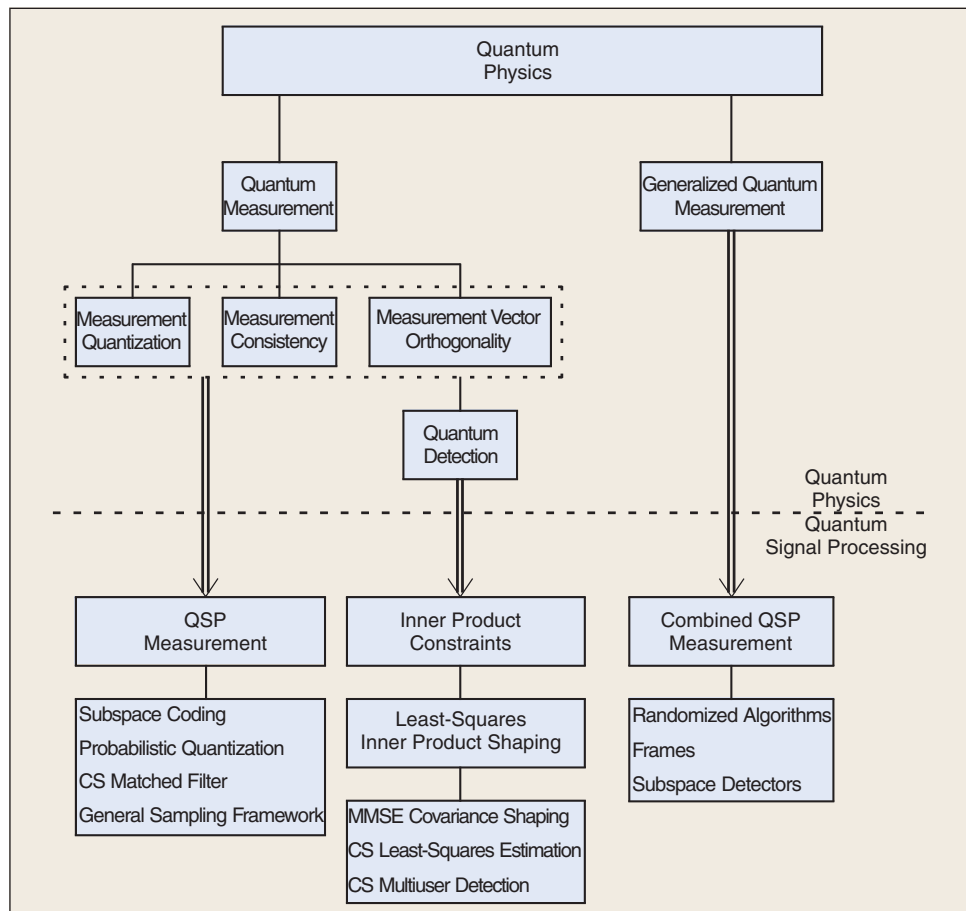 Quantum
Physics
Quantum
Measurement
Generalized Quantum
Measurement
Measurement
Quantization
Measurement
Consistency
Measurement Vector
Orthogonality
Quantum
Detection
Quantum
Physics
Quantum
Signal Processing
QSP
Measurement
Inner Product
Constraints
Combined QSP
Measurement
Subspace Coding
Probabilistic Quantization
CS Matched Filter
General Sampling Framework
Least-Squares
Inner Product Shaping
MMSE Covariance Shaping
CS Least-Squares Estimation
CS Multiuser Detection
Randomized Algorithms
Frames
Subspace Detectors